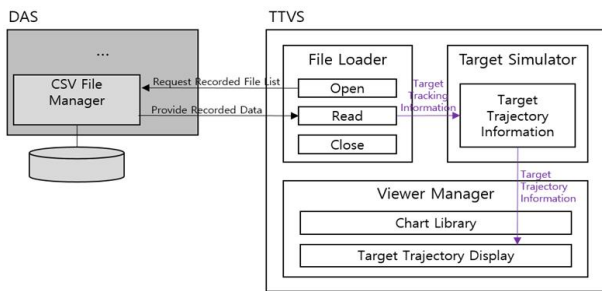 DAS
TTVS
...
CSV File
Manager
Request Recorded File List
Provide Recorded Data
File Loader
Open
Read
Close
Target
Tracking
Information
Target Simulator
Target
Trajectory
Information
Target
Trajectory
Information
Viewer Manager
Chart Library
Target Trajectory Display